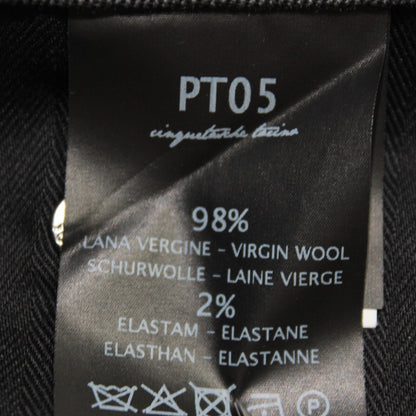 PT05
cinquetasche torino
98%
LANA VERGINE - VIRGIN WOOL
SCHURWOLLE - LAINE VIERGE
2%
ELASTAM - ELASTANE
ELASTHAN - ELASTANNE
P